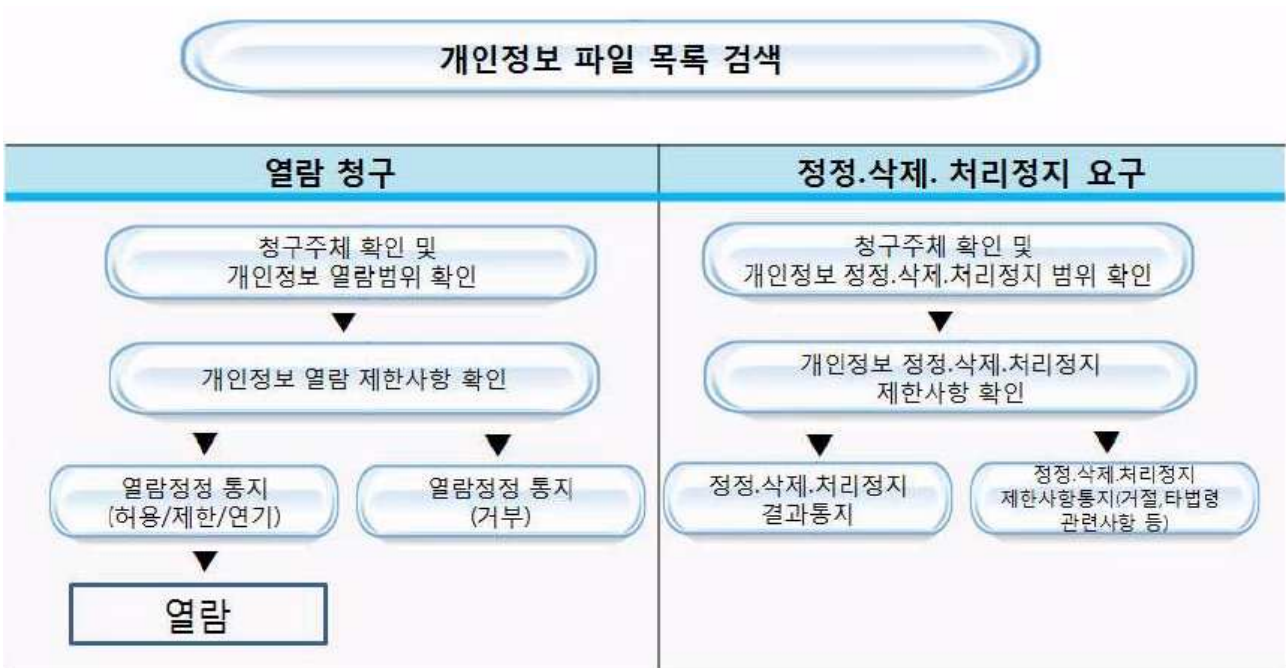 개인정보 파일 목록 검색
열람 청구
청구주체 확인 및
개인정보 열람범위 확인
개인정보 열람 제한사항 확인
열람정정 통지
(허용/제한/연기)
열람정정 통지
(거부)
열람
정정.삭제. 처리정지 요구
청구주체 확인 및
개인정보 정정.삭제.처리정지 범위 확인
개인정보 정정.삭제.처리정지
제한사항 확인
정정.삭제.처리정지
결과통지
정정.삭제.처리정지
제한사항통지(거절,타법령
관련사항 등)